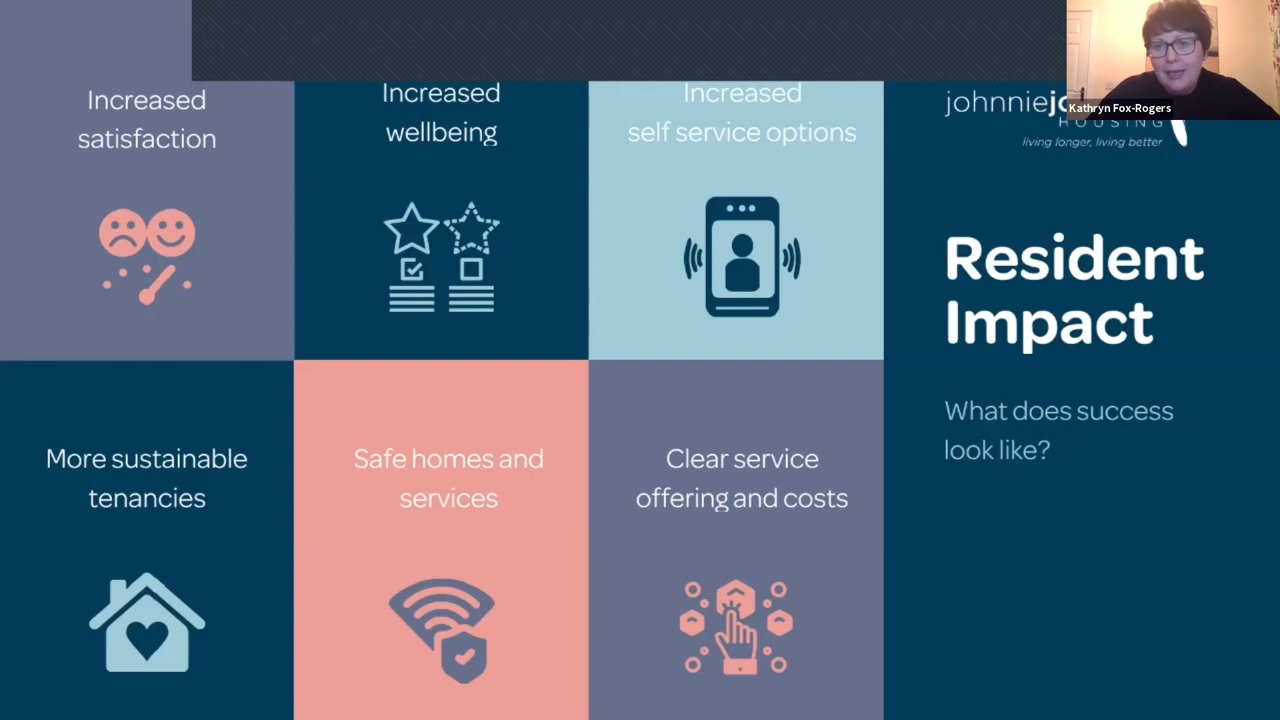 Increased
satisfaction
Increased
wellbeing
Increased
self service options
More sustainable
tenancies
Safe homes and
services
Clear service
offering and costs
Kathryn Fox-Rogers
johnniejo
HOUSING
living longer, living better
Resident
Impact
What does success
look like?